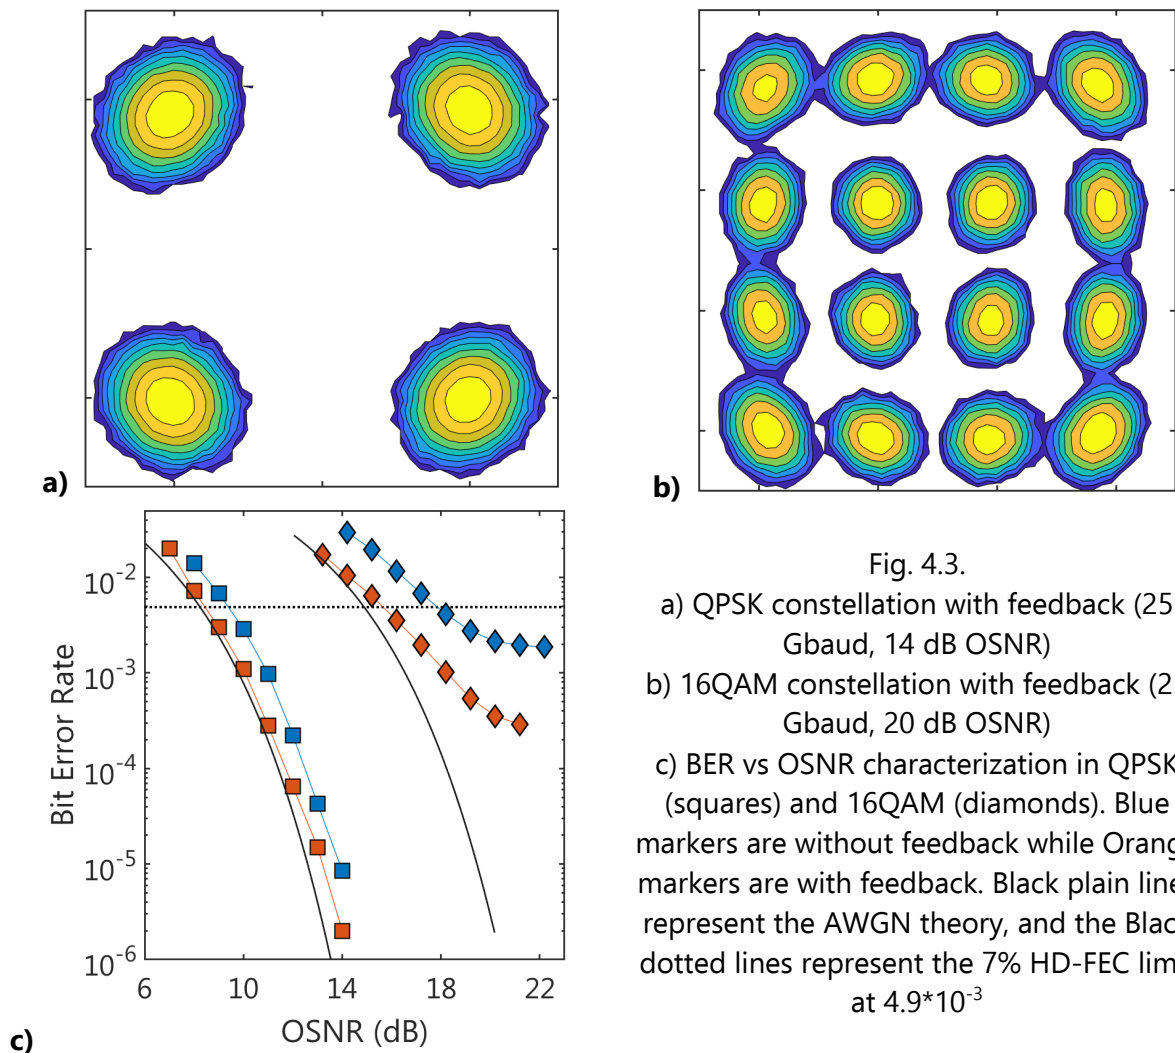 a)
b)
10⁻²
10⁻³
10⁻⁴
10⁻⁵
10⁻⁶
Bit Error Rate
6 10 14 18 22
OSNR (dB)
c)
Fig. 4.3.
a) QPSK constellation with feedback (25
Gbaud, 14 dB OSNR)
b) 16QAM constellation with feedback (2
Gbaud, 20 dB OSNR)
c) BER vs OSNR characterization in QPSK
(squares) and 16QAM (diamonds). Blue
markers are without feedback while Orang
markers are with feedback. Black plain line
represent the AWGN theory, and the Blac
dotted lines represent the 7% HD-FEC lim
at 4.9*10⁻³